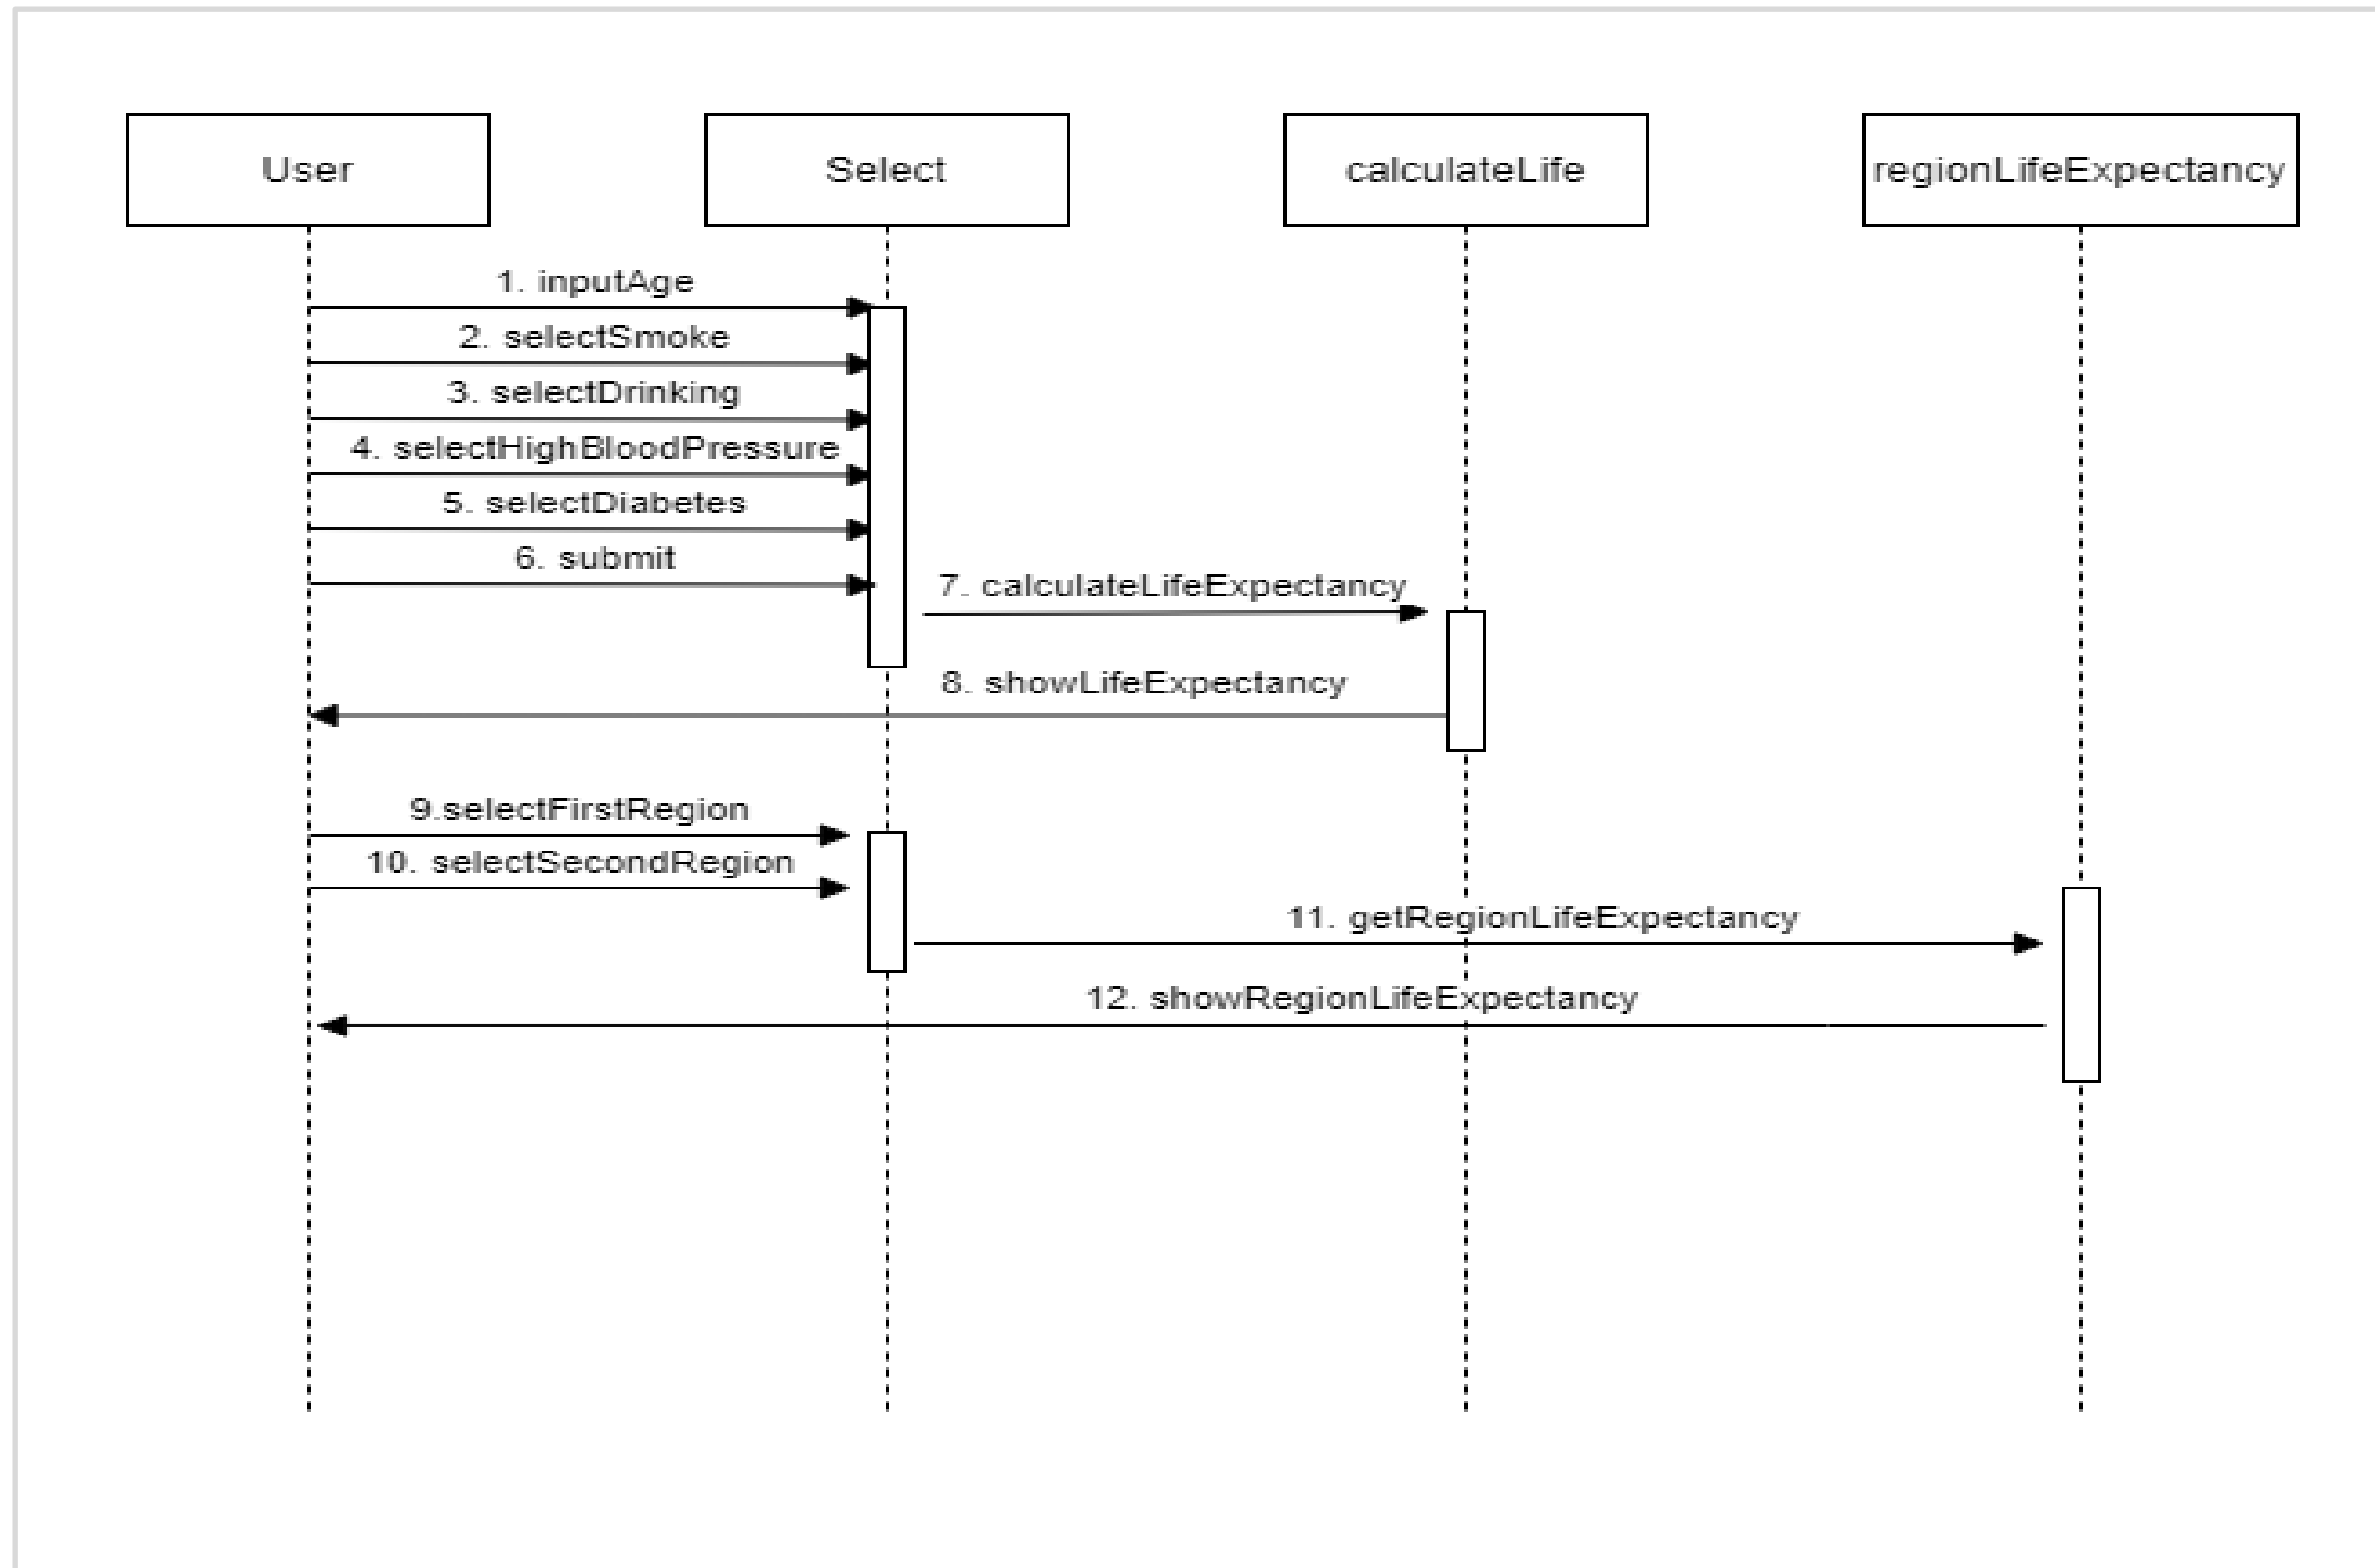 User
Select
calculateLife
regionLifeExpectancy
1. inputAge
2. selectSmoke
3. selectDrinking
4. selectHighBloodPressure
5. selectDiabetes
6. submit
7. calculateLifeExpectancy
8. showLifeExpectancy
9.selectFirstRegion
10. selectSecondRegion
11. getRegionLifeExpectancy
12. showRegionLifeExpectancy